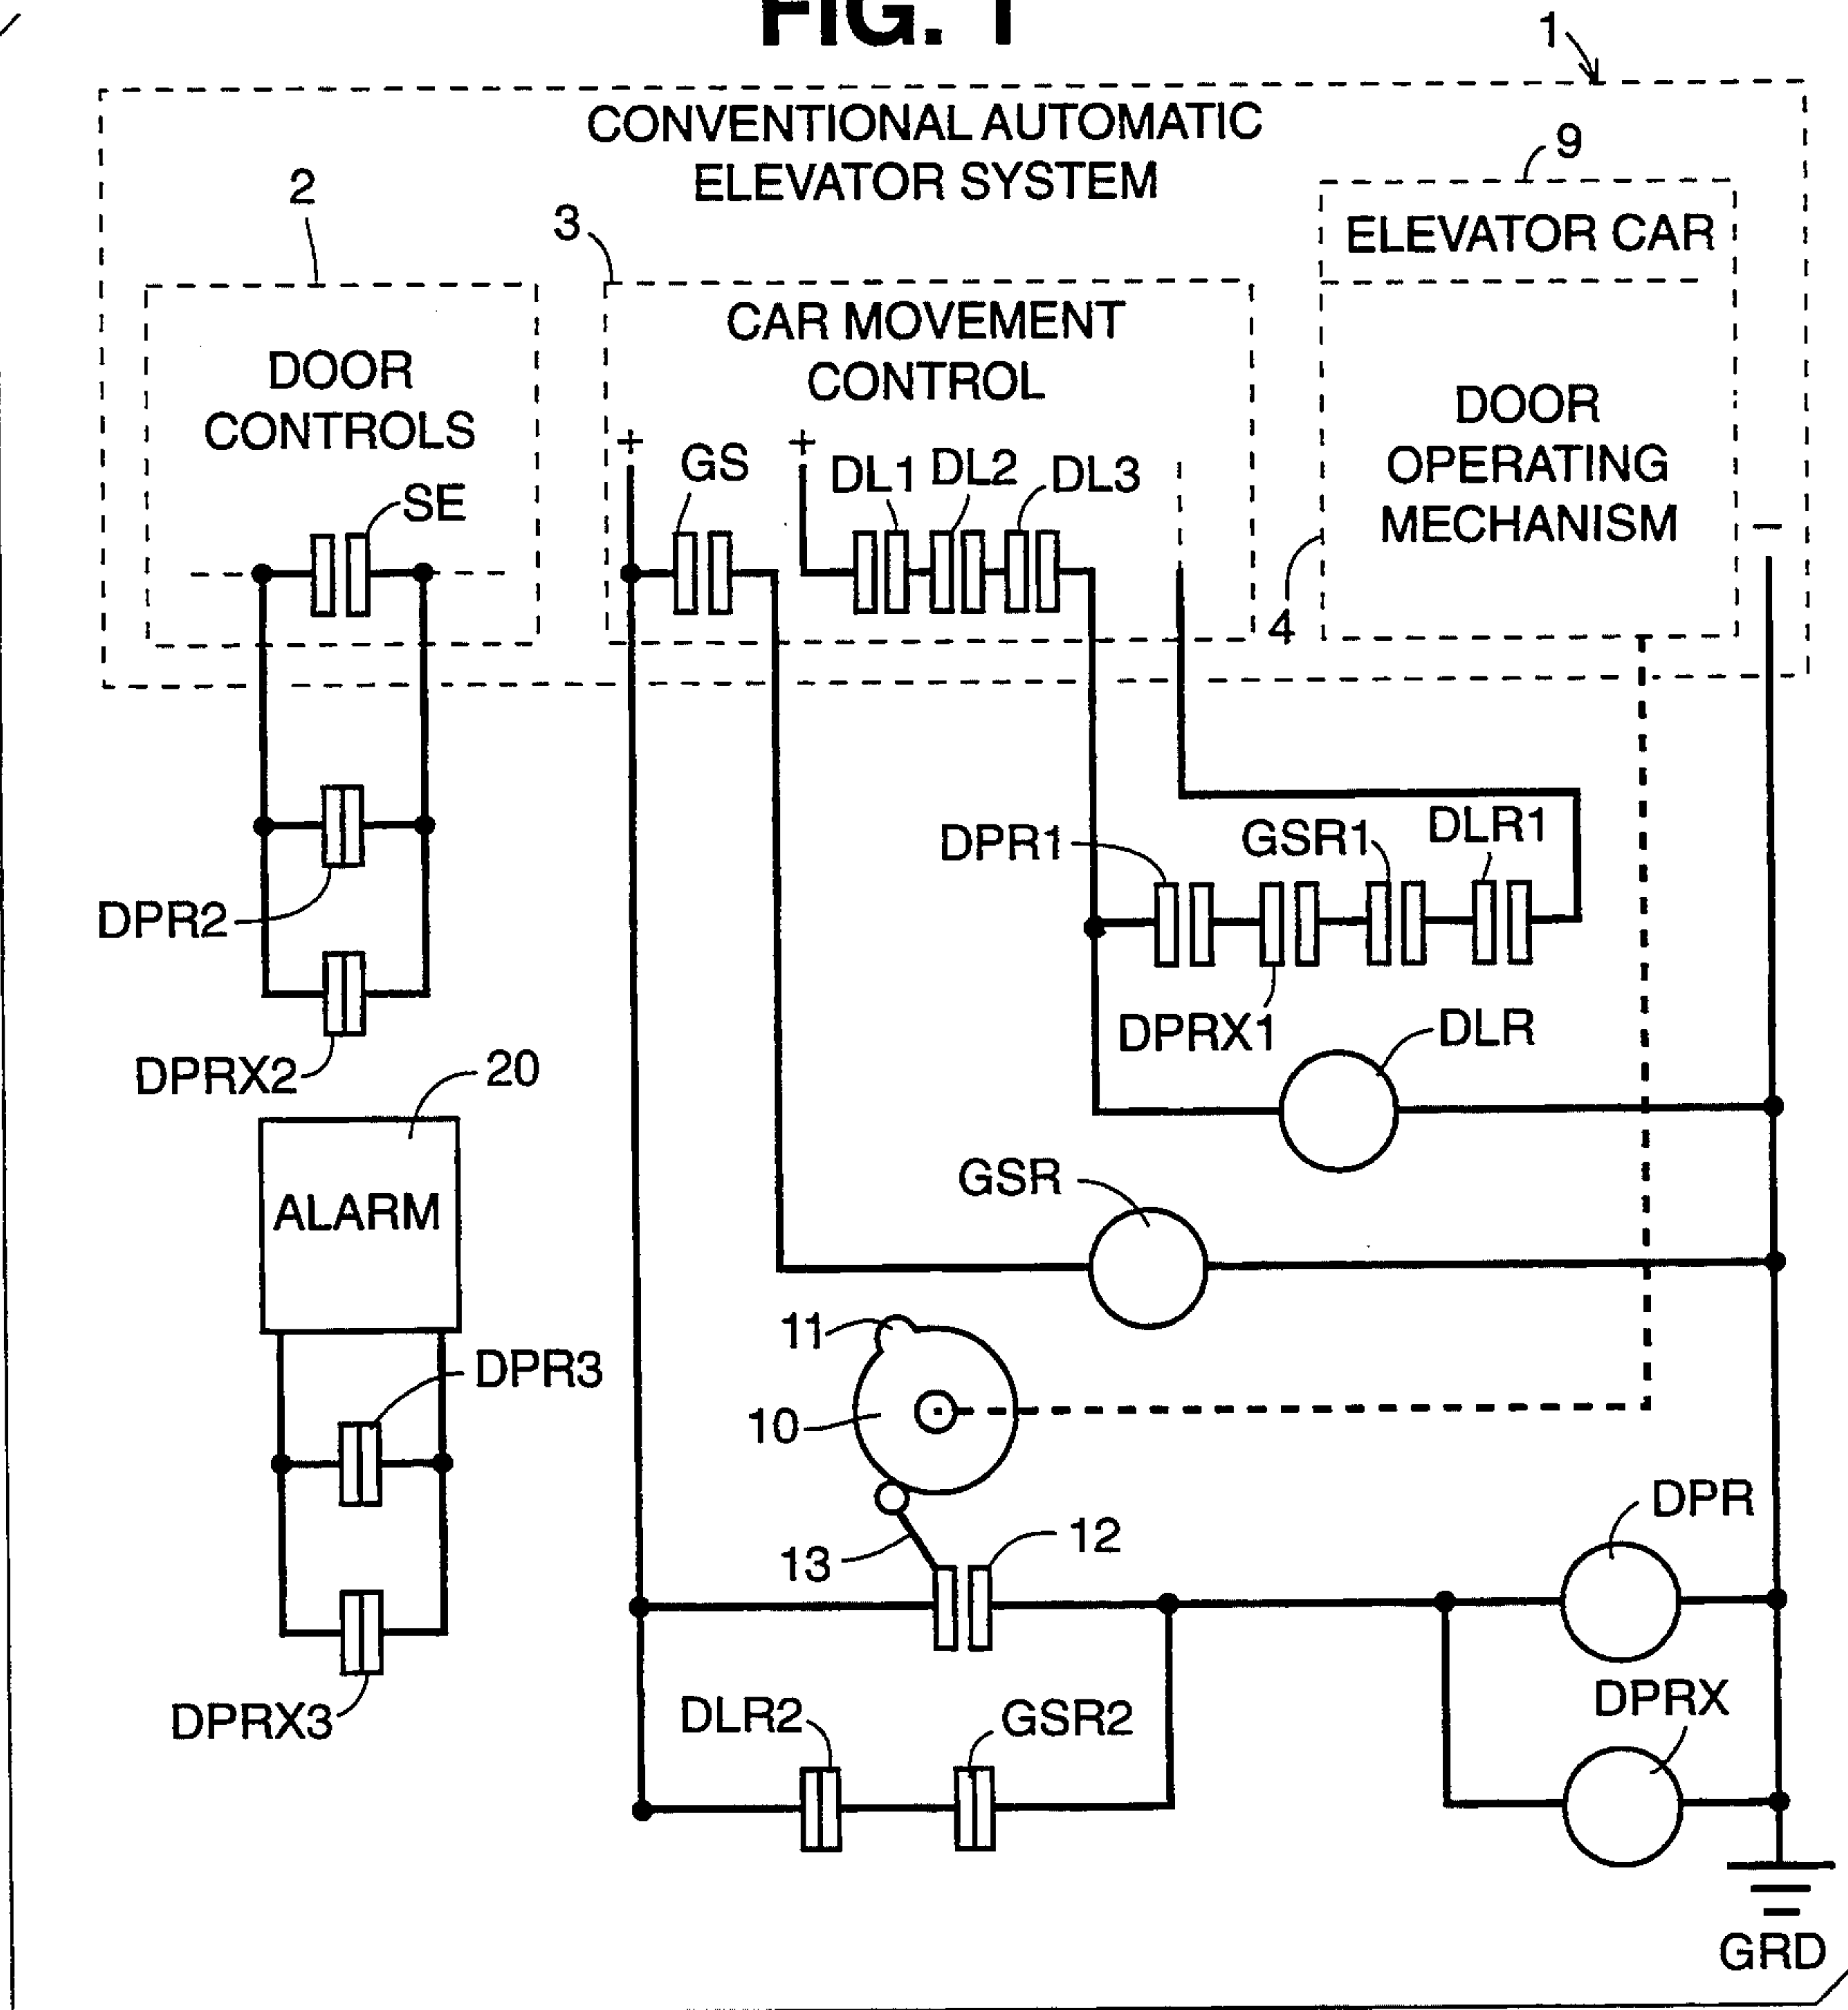 FIG. 1
1
CONVENTIONAL AUTOMATIC
ELEVATOR SYSTEM
9
2
3
ELEVATOR CAR
CAR MOVEMENT
CONTROL
DOOR
CONTROLS
DOOR
OPERATING
MECHANISM
+
+
GS
DL1
DL2
DL3
SE
−
4
DPR1
GSR1
DLR1
DPR2
DPRX1
DLR
DPRX2
20
ALARM
GSR
11
DPR3
10
DPR
12
13
DPRX
DLR2
GSR2
DPRX3
GRD